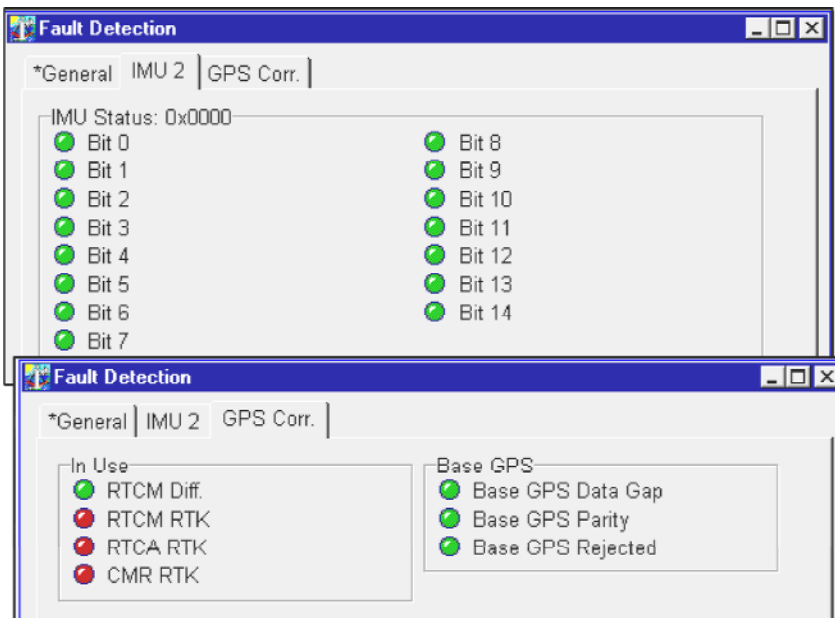 Fault Detection
*General IMU 2 GPS Corr.
IMU Status: 0x0000
Bit 0
Bit 1
Bit 2
Bit 3
Bit 4
Bit 5
Bit 6
Bit 7
Bit 8
Bit 9
Bit 10
Bit 11
Bit 12
Bit 13
Bit 14
Fault Detection
*General IMU 2 GPS Corr.
In Use
RTCM Diff.
RTCM RTK
RTCA RTK
CMR RTK
Base GPS
Base GPS Data Gap
Base GPS Parity
Base GPS Rejected